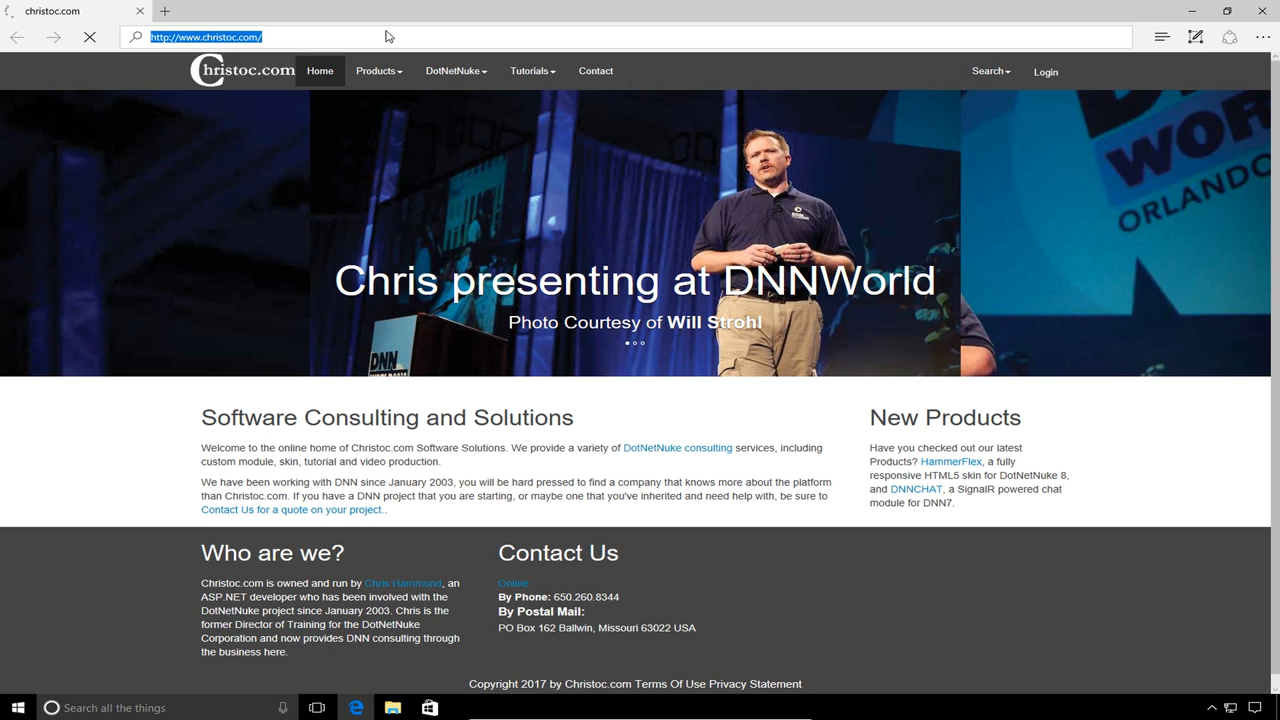 christoc.com
http://www.christoc.com/
Christoc.com
Home
Products
DotNetNuke
Tutorials
Contact
Search
Login
DNN
WORLD
ORLANDO
Chris presenting at DNNWorld
Photo Courtesy of Will Strohl
DNN
Software Consulting and Solutions
Welcome to the online home of Christoc.com Software Solutions. We provide a variety of DotNetNuke consulting services, including
custom module, skin, tutorial and video production.
We have been working with DNN since January 2003, you will be hard pressed to find a company that knows more about the platform
than Christoc.com. If you have a DNN project that you are starting, or maybe one that you've inherited and need help with, be sure to
Contact Us for a quote on your project..
New Products
Have you checked out our latest
Products? HammerFlex, a fully
responsive HTML5 skin for DotNetNuke 8,
and DNNCHAT, a SignalR powered chat
module for DNN7.
Who are we?
Christoc.com is owned and run by Chris Hammond, an
ASP.NET developer who has been involved with the
DotNetNuke project since January 2003. Chris is the
former Director of Training for the DotNetNuke
Corporation and now provides DNN consulting through
the business here.
Contact Us
Online
By Phone: 650.260.8344
By Postal Mail:
PO Box 162 Ballwin, Missouri 63022 USA
Copyright 2017 by Christoc.com Terms Of Use Privacy Statement
Search all the things